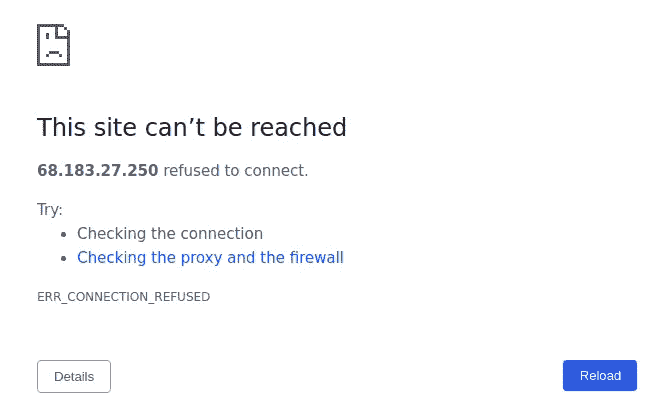 This site can’t be reached
68.183.27.250 refused to connect.
Try:
Checking the connection
Checking the proxy and the firewall
ERR_CONNECTION_REFUSED
Details
Reload